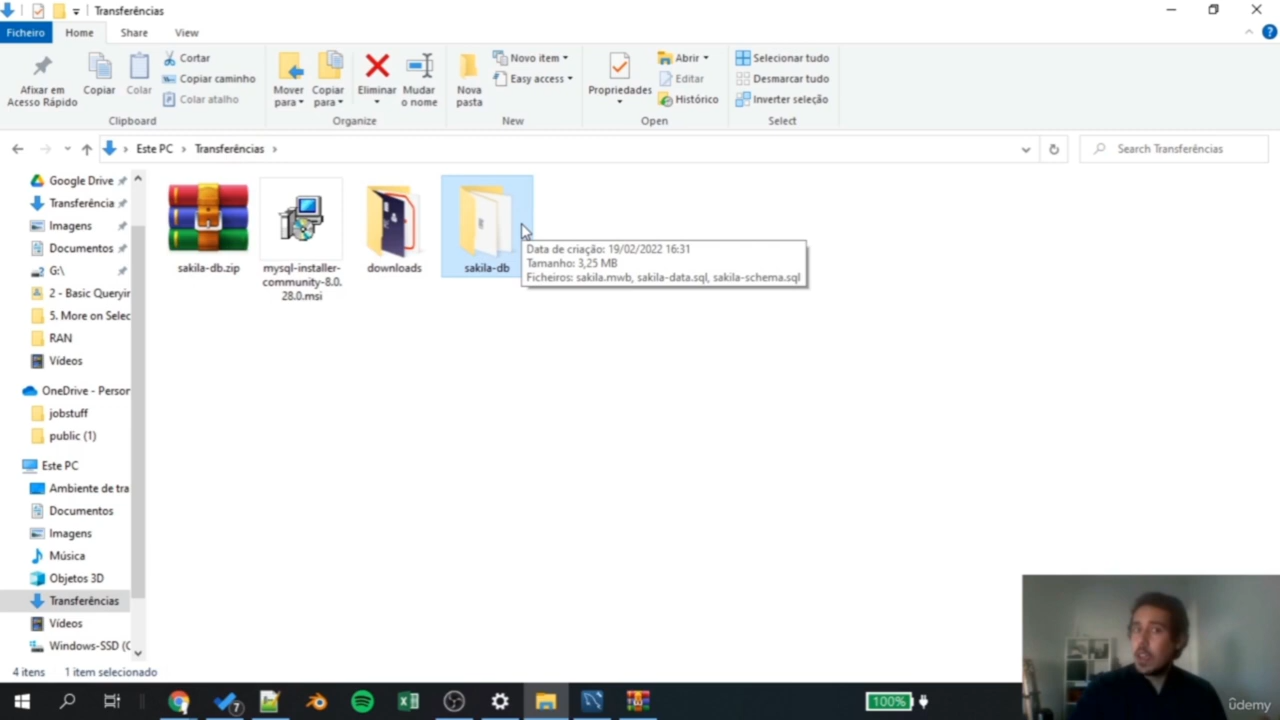 Transferências
Ficheiro Home Share View
Afixar em
Acesso Rápido
Copiar
Colar
Cortar
Copiar caminho
Colar atalho
Clipboard
Mover
para
Copiar
para
Eliminar
Mudar
o nome
Organize
Nova
pasta
Novo item
Easy access
New
Propriedades
Abrir
Editar
Histórico
Open
Selecionar tudo
Desmarcar tudo
Inverter seleção
Select
Este PC > Transferências >
Search Transferências
Google Drive
Transferência
Imagens
Documentos
G:\
2 - Basic Queryin
5. More on Selec
RAN
Vídeos
OneDrive - Person
jobstuff
public (1)
Este PC
Ambiente de tra
Documentos
Imagens
Música
Objetos 3D
Transferências
Vídeos
Windows-SSD (C
sakila-db.zip
mysql-installer-
community-8.0.
28.0.msi
downloads
sakila-db
Data de criação: 19/02/2022 16:31
Tamanho: 3,25 MB
Ficheiros: sakila.mwb, sakila-data.sql, sakila-schema.sql
4 itens 1 item selecionado
7
100%
ûdemy